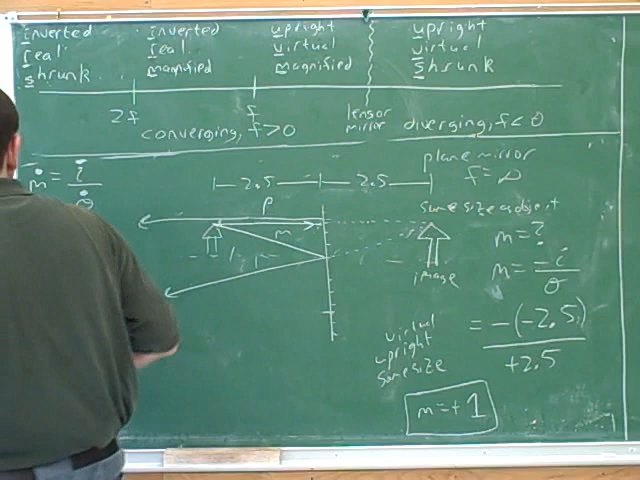 inverted
real
shrunk
inverted
real
magnified
upright
virtual
magnified
upright
virtual
shrunk
2f
f
converging, f>0
lens or
mirror
diverging, f<0
m = i
o
2.5
2.5
plane mirror
f = ∞
same size as object
m = ?
m = -i
o
= -(-2.5)
+2.5
m = +1
image
virtual
upright
same size